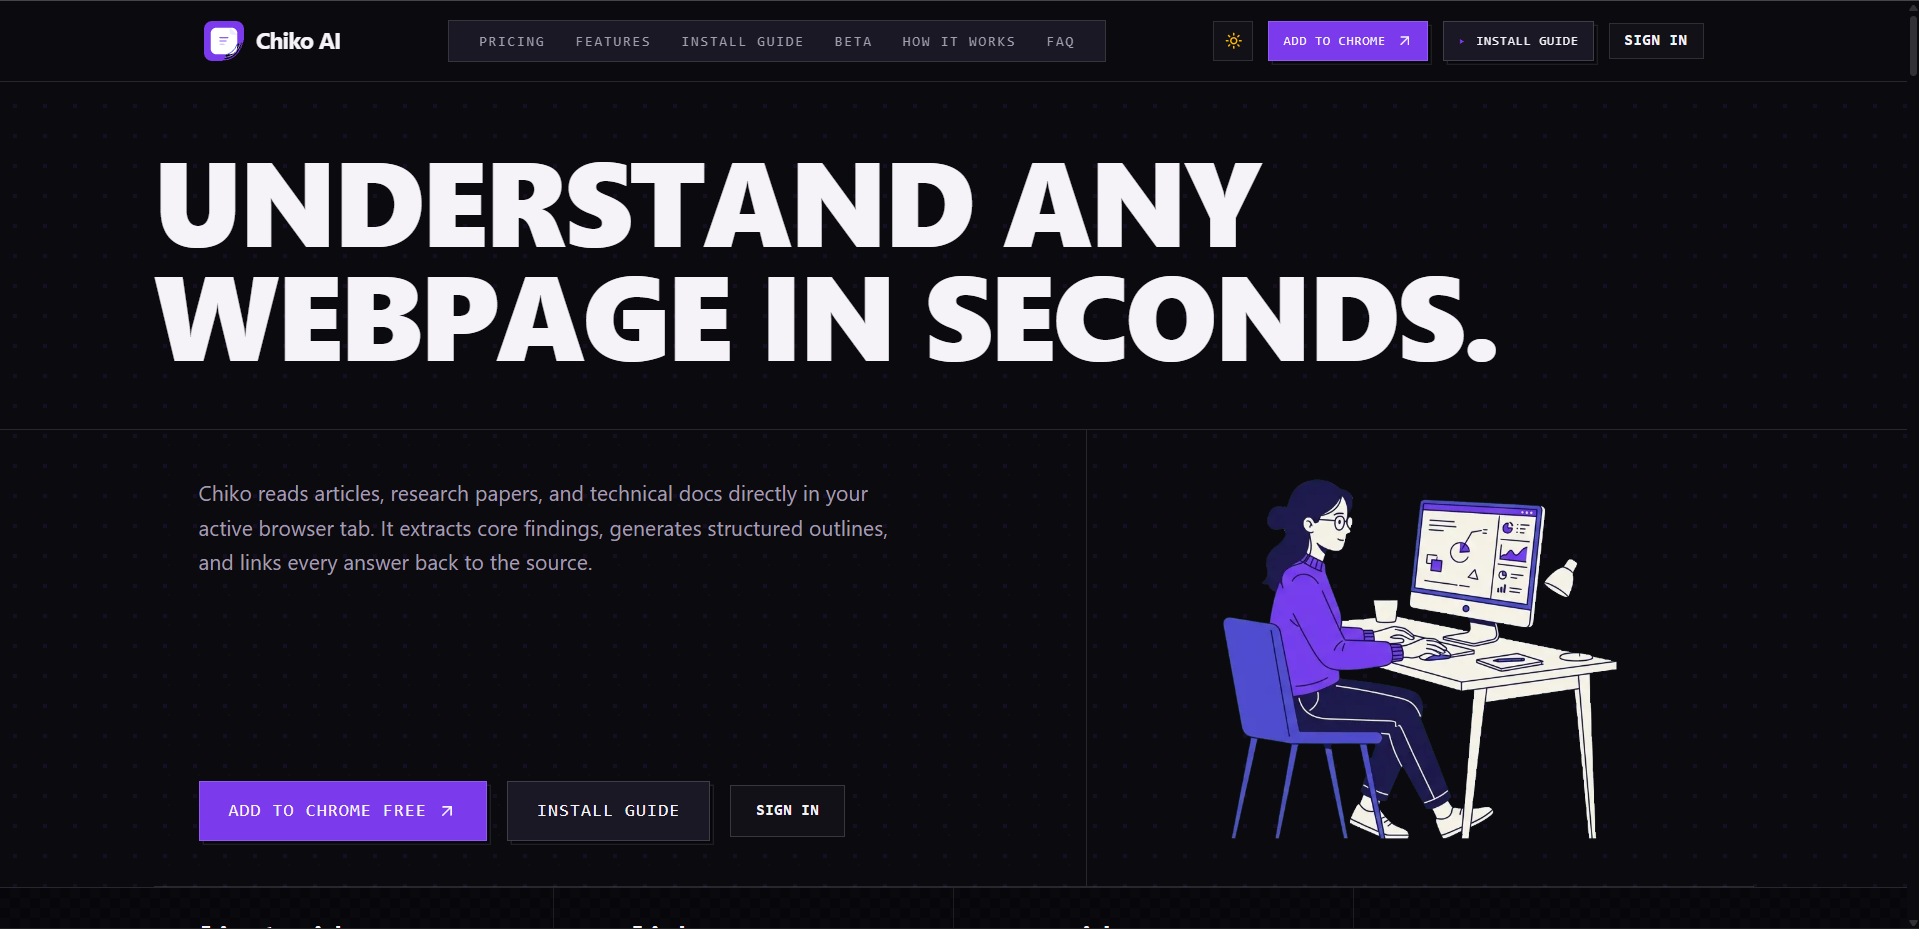 Chiko AI
PRICING FEATURES INSTALL GUIDE BETA HOW IT WORKS FAQ
ADD TO CHROME
INSTALL GUIDE
SIGN IN
UNDERSTAND ANY
WEBPAGE IN SECONDS.
Chiko reads articles, research papers, and technical docs directly in your
active browser tab. It extracts core findings, generates structured outlines,
and links every answer back to the source.
ADD TO CHROME FREE
INSTALL GUIDE
SIGN IN